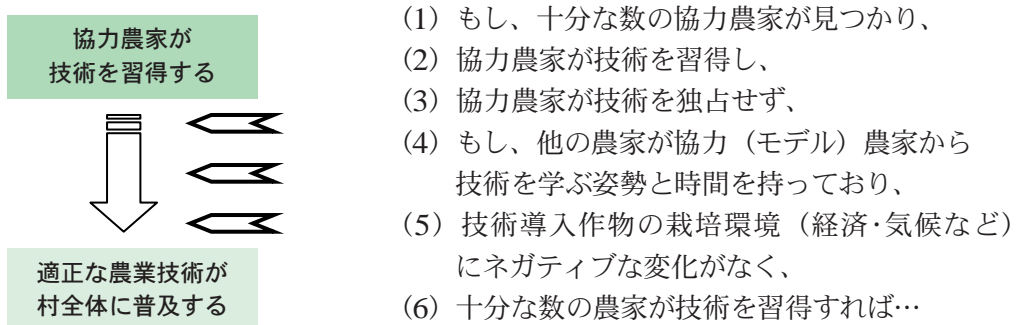 協力農家が
技術を習得する
適正な農業技術が
村全体に普及する
（1）もし、十分な数の協力農家が見つかり、
（2）協力農家が技術を習得し、
（3）協力農家が技術を独占せず、
（4）もし、他の農家が協力（モデル）農家から
技術を学ぶ姿勢と時間を持っており、
（5）技術導入作物の栽培環境（経済・気候など）
にネガティブな変化がなく、
（6）十分な数の農家が技術を習得すれば…